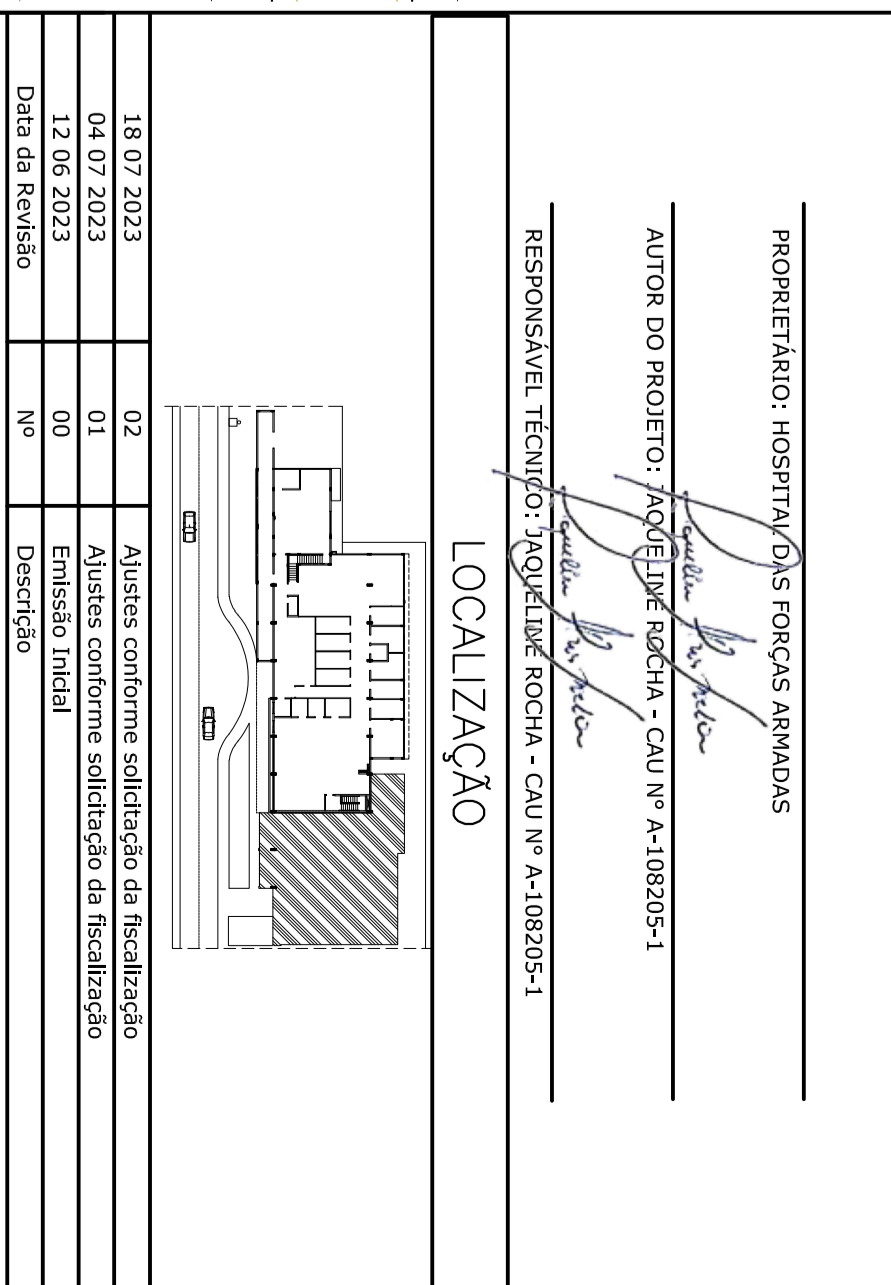 PROPRIETÁRIO: HOSPITAL DAS FORÇAS ARMADAS
AUTOR DO PROJETO: JAQUELINE ROCHA - CAU Nº A-108205-1
RESPONSÁVEL TÉCNICO: JAQUELINE ROCHA - CAU Nº A-108205-1
LOCALIZAÇÃO
18 07 2023 02 Ajustes conforme solicitação da fiscalização
04 07 2023 01 Ajustes conforme solicitação da fiscalização
12 06 2023 00 Emissão Inicial
Data da Revisão Nº Descrição